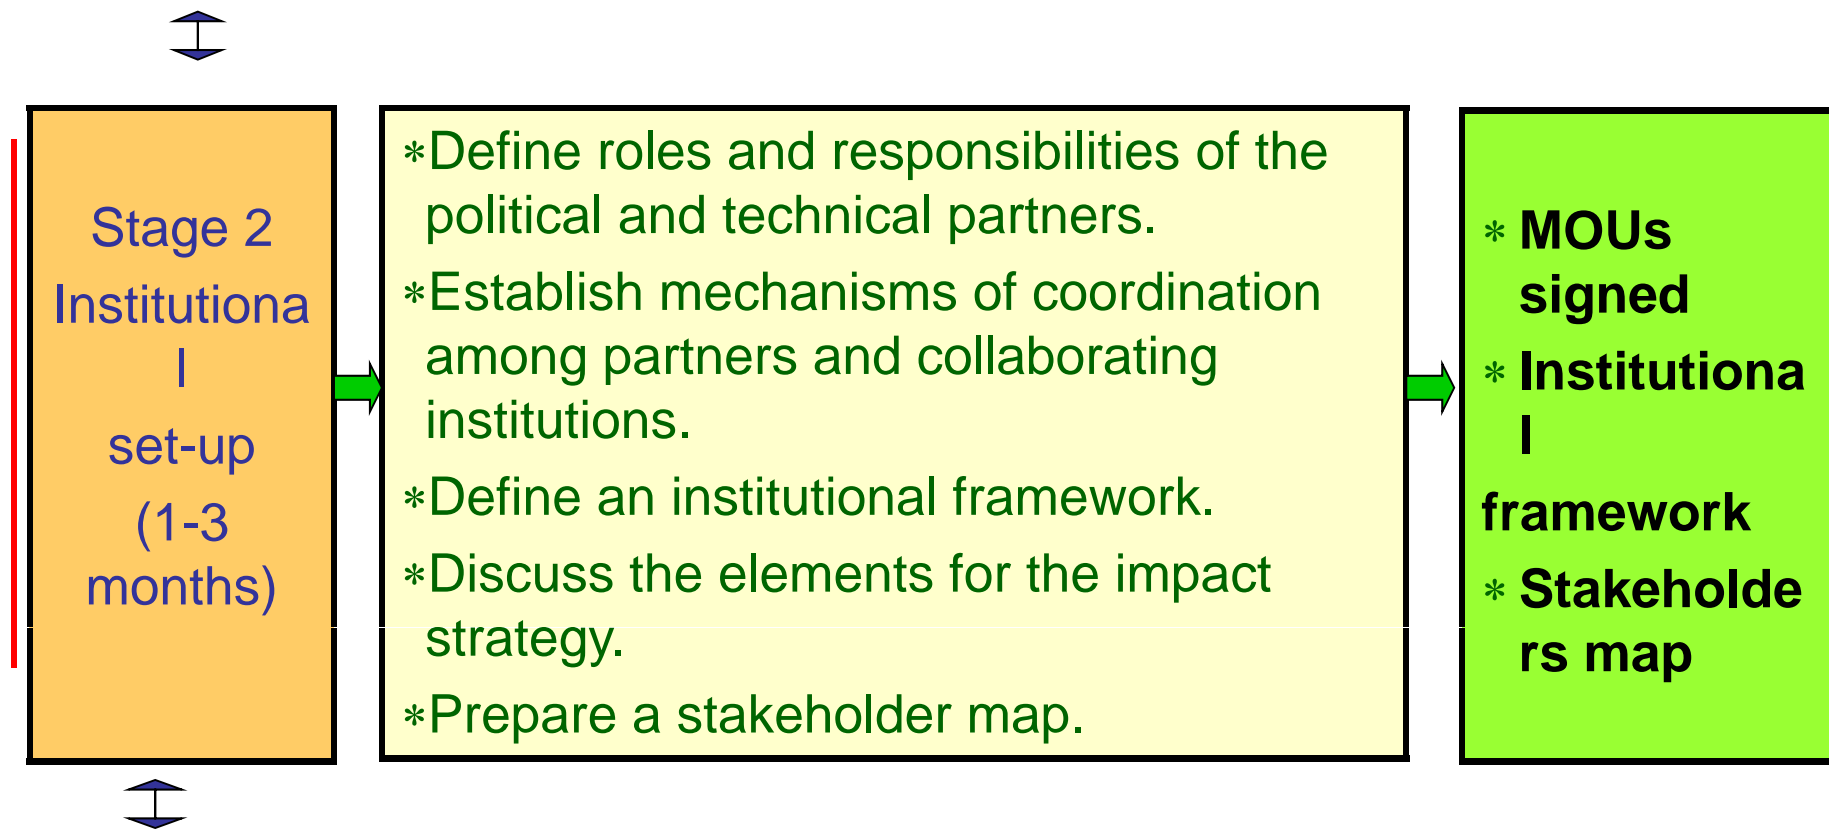 Stage 2
Institutiona
l
set-up
(1-3
months)
*Define roles and responsibilities of the
political and technical partners.
*Establish mechanisms of coordination
among partners and collaborating
institutions.
*Define an institutional framework.
*Discuss the elements for the impact
strategy.
*Prepare a stakeholder map.
* MOUs
signed
* Institutiona
l
framework
* Stakeholde
rs map